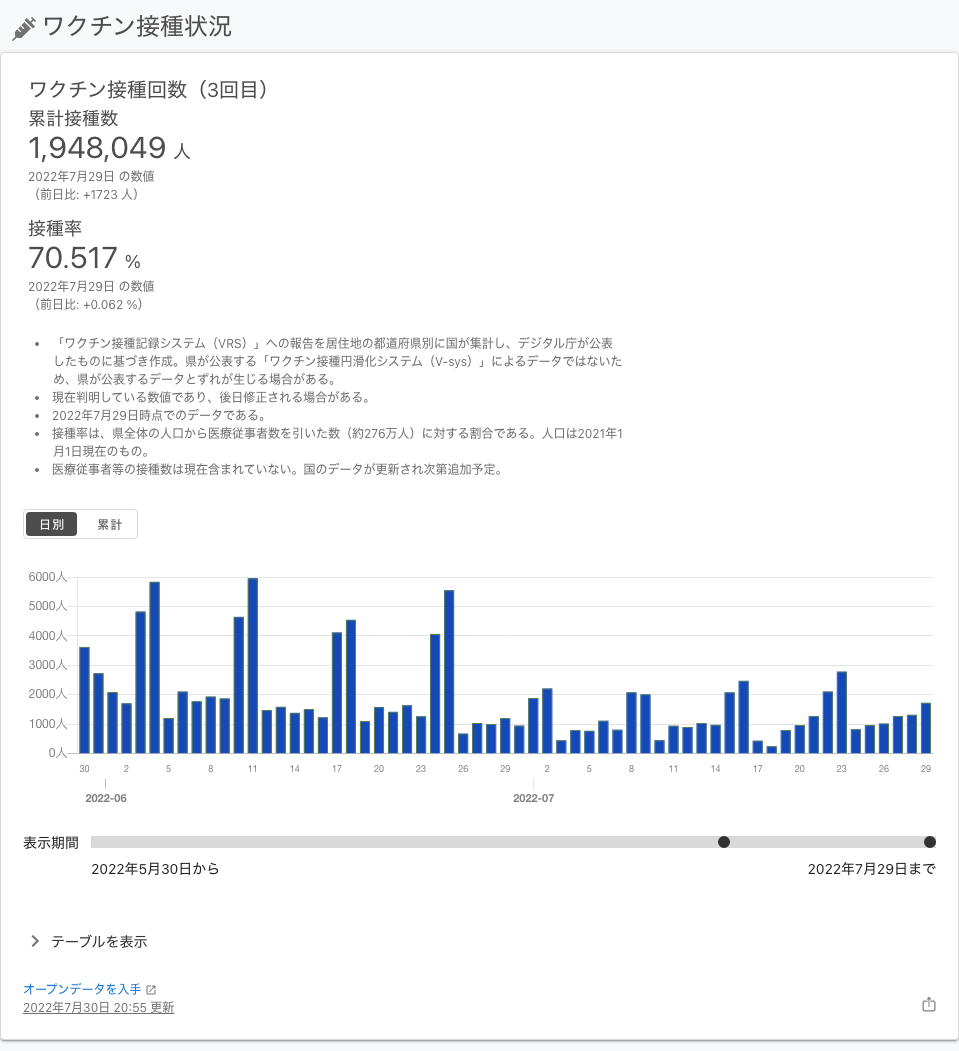 ワクチン接種状況
ワクチン接種回数（3回目）
累計接種数
1,948,049 人
2022年7月29日 の数値
（前日比: +1723 人）
接種率
70.517 %
2022年7月29日 の数値
（前日比: +0.062 %）
• 「ワクチン接種記録システム（VRS）」への報告を居住地の都道府県別に国が集計し、デジタル庁が公表
したものに基づき作成。県が公表する「ワクチン接種円滑化システム（V-sys）」によるデータではないた
め、県が公表するデータとずれが生じる場合がある。
• 現在判明している数値であり、後日修正される場合がある。
• 2022年7月29日時点でのデータである。
• 接種率は、県全体の人口から医療従事者数を引いた数（約276万人）に対する割合である。人口は2021年1
月1日現在のもの。
• 医療従事者等の接種数は現在含まれていない。国のデータが更新され次第追加予定。
日別 累計
6000人
5000人
4000人
3000人
2000人
1000人
0人
30 2 5 8 11 14 17 20 23 26 29 2 5 8 11 14 17 20 23 26 29
2022-06 2022-07
表示期間
2022年5月30日から 2022年7月29日まで
テーブルを表示
オープンデータを入手
2022年7月30日 20:55 更新